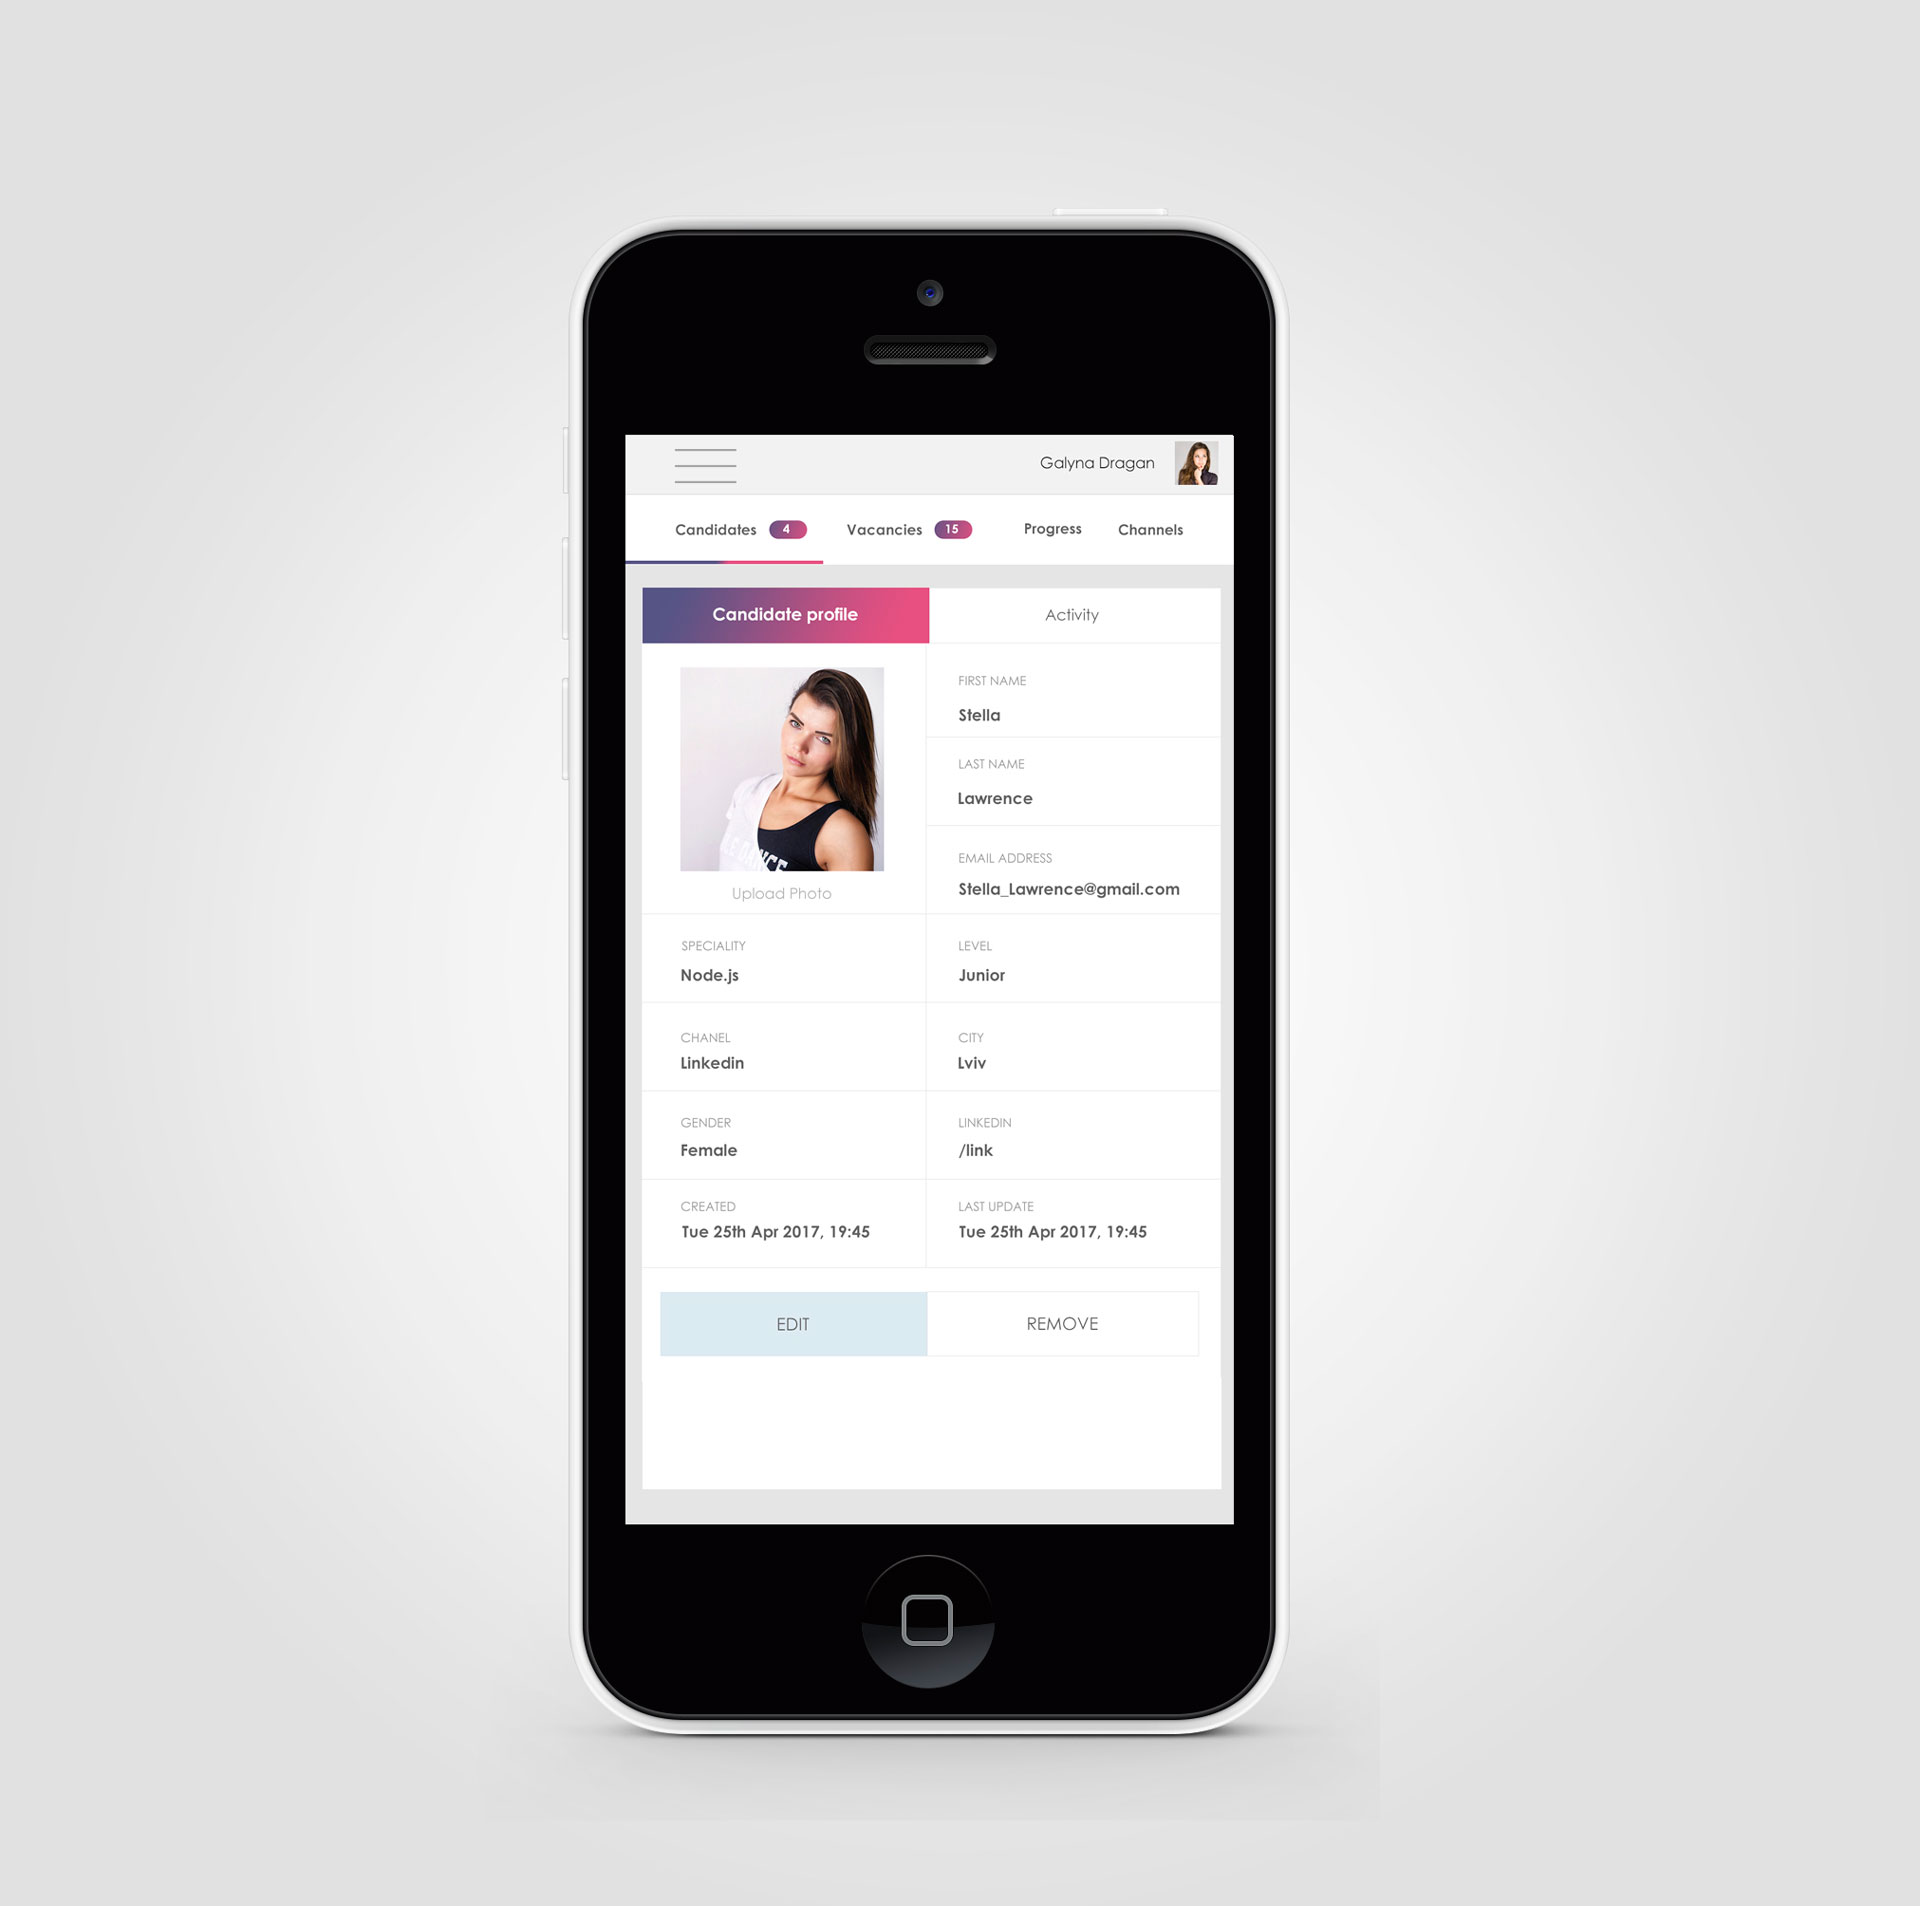 Galyna Dragan
Candidates 4 Vacancies 15 Progress Channels
Candidate profile Activity
FIRST NAME
Stella
LAST NAME
Lawrence
EMAIL ADDRESS
Stella_Lawrence@gmail.com
Upload Photo
SPECIALITY LEVEL
Node.js Junior
CHANEL CITY
Linkedin Lviv
GENDER LINKEDIN
Female /link
CREATED LAST UPDATE
Tue 25th Apr 2017, 19:45 Tue 25th Apr 2017, 19:45
EDIT REMOVE